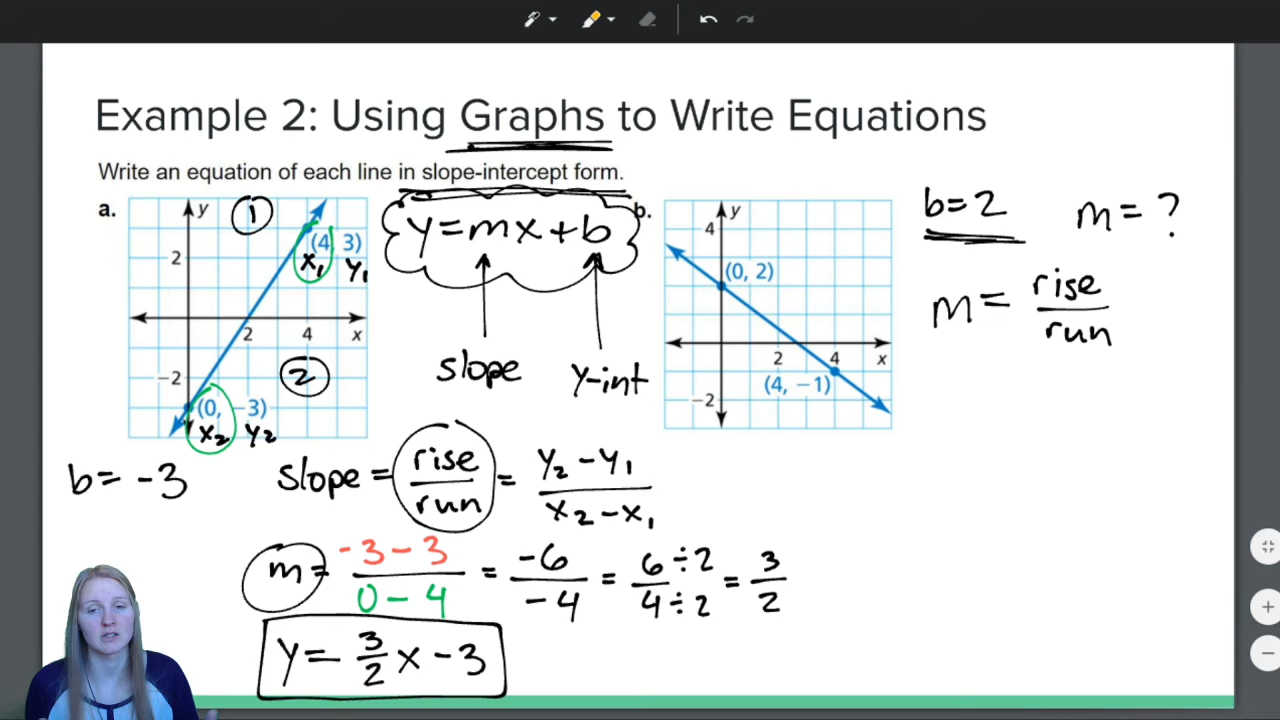 Example 2: Using Graphs to Write Equations
Write an equation of each line in slope-intercept form.
a.
y
1
(4, 3)
x₁ y₁
2
2
4
x
−2
2
(0, −3)
x₂ y₂
y=mx+b
slope
y-int
b.
y
4
(0, 2)
2
4
x
(4, −1)
−2
b=2
m=?
m= rise/run
b= -3
slope = rise/run = y₂-y₁/x₂-x₁
m= -3-3/0-4 = -6/-4 = 6÷2/4÷2 = 3/2
y= 3/2 x-3